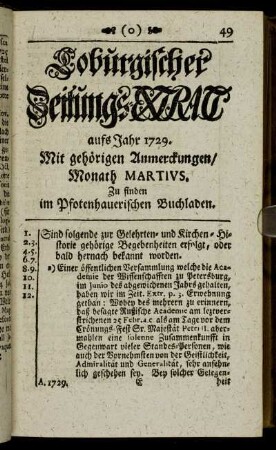 (0) 49
Coburgischer
Zeitungs-EXTRACT
aufs Jahr 1729.
Mit gehörigen Anmerckungen/
Monath MARTIVS.
Zu finden
im Pfotenhauerischen Buchladen.
1. Sind folgende zur Gelehrten- und Kirchen-Hi-
2.3. storie gehörige Begebenheiten erfolgt, oder
4.5. bald hernach bekannt worden.
6.7.
8.9. a) Einer öffentlichen Versammlung welche die Aca-
10. demie der Wissenschafften zu Petersburg,
11. im Junio des abgewichenen Jahrs gehalten,
12. haben wir im Zeit. Extr. p. 3. Erwehnung
gethan: Wobey des mehrern zu erinnern,
daß besagte Rußische Academie am letzver-
strichenen 25 Febr. a.c als am Tage vor dem
Crönungs-Fest Sr. Majestät Petri II. aber-
mahlen eine solenne Zusammenkunfft in
Gegenwart vieler Standes-Personen, wie
auch der Vornehmsten von der Geistlichkeit,
Admiralität und Generalität, sehr ansehn-
lich geschehen sey. Bey solcher Gelegen-
A. 1729. E heit